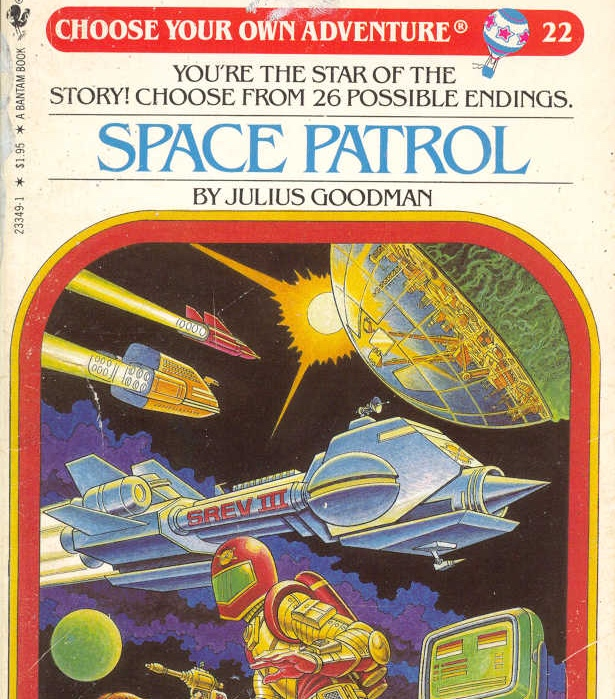 CHOOSE YOUR OWN ADVENTURE® 22
YOU'RE THE STAR OF THE
STORY! CHOOSE FROM 26 POSSIBLE ENDINGS.
SPACE PATROL
BY JULIUS GOODMAN
23349-1 ★ $1.95 ★ A BANTAM BOOK
SREV III